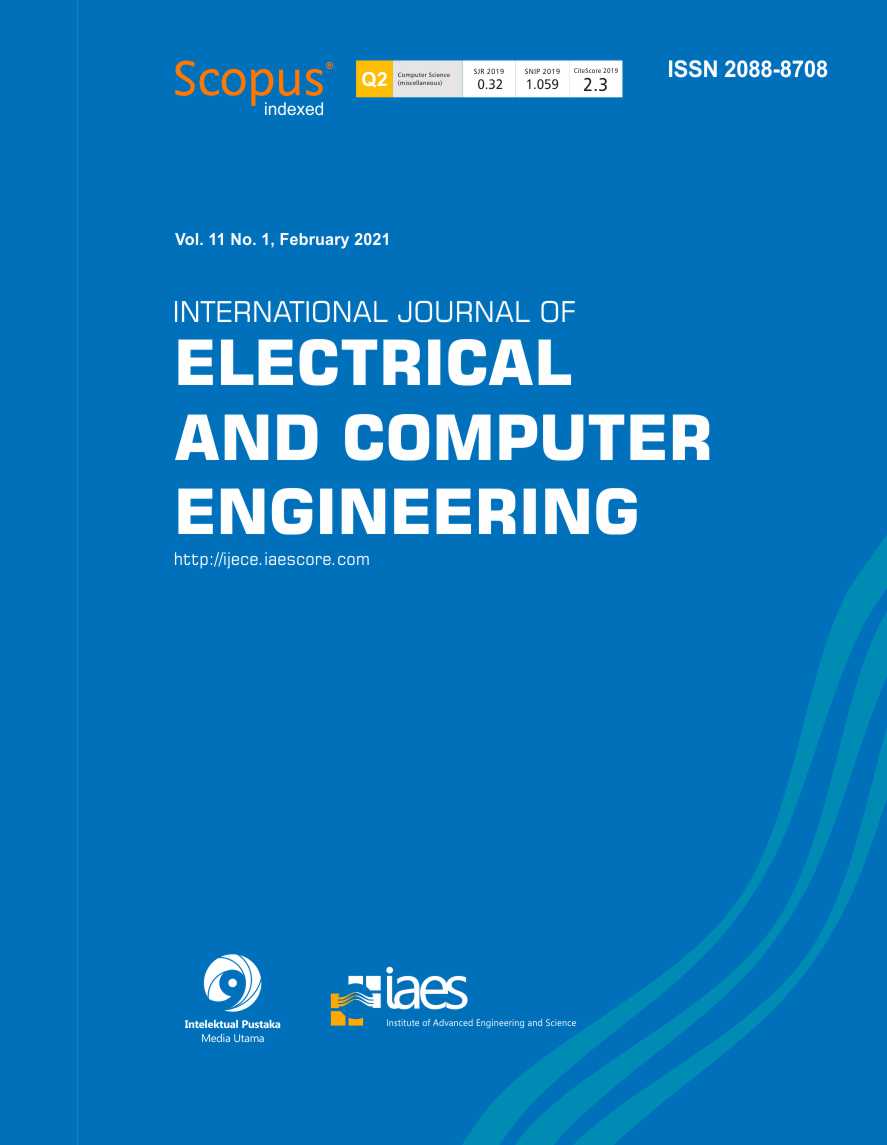 Scopus®
indexed
Q2
Computer Science
(miscellaneous)
SJR 2019
0.32
SNIP 2019
1.059
CiteScore 2019
2.3
ISSN 2088-8708
Vol. 11 No. 1, February 2021
INTERNATIONAL JOURNAL OF
ELECTRICAL
AND COMPUTER
ENGINEERING
http://ijece.iaescore.com
Intelektual Pustaka
Media Utama
iaes
Institute of Advanced Engineering and Science